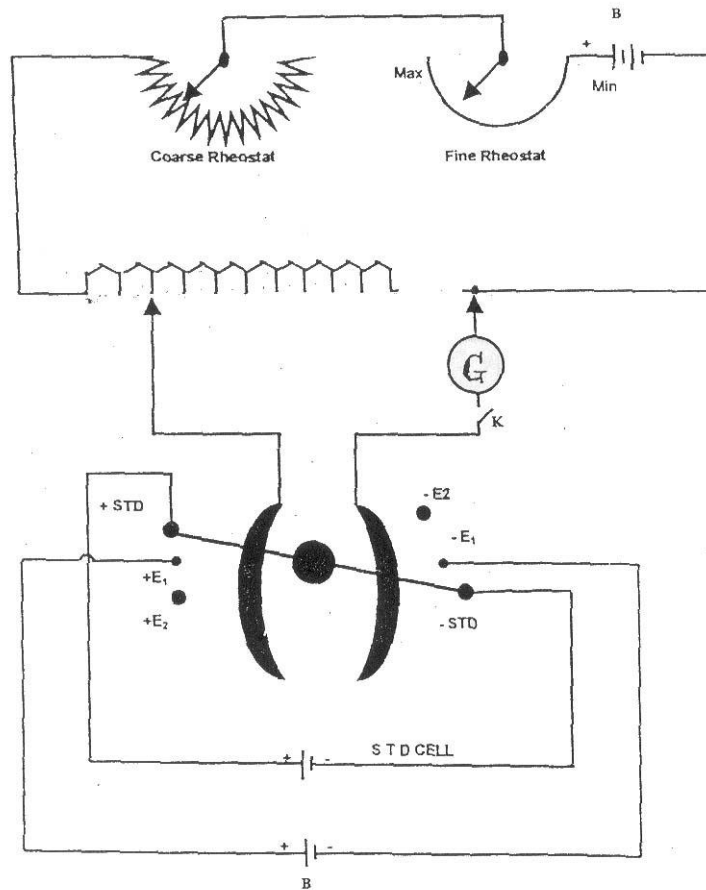 B
+
Max
Min
Coarse Rheostat
Fine Rheostat
G
K
+ STD
- E2
- E₁
+E₁
+E₂
- STD
S T D CELL
+ -
+ -
B